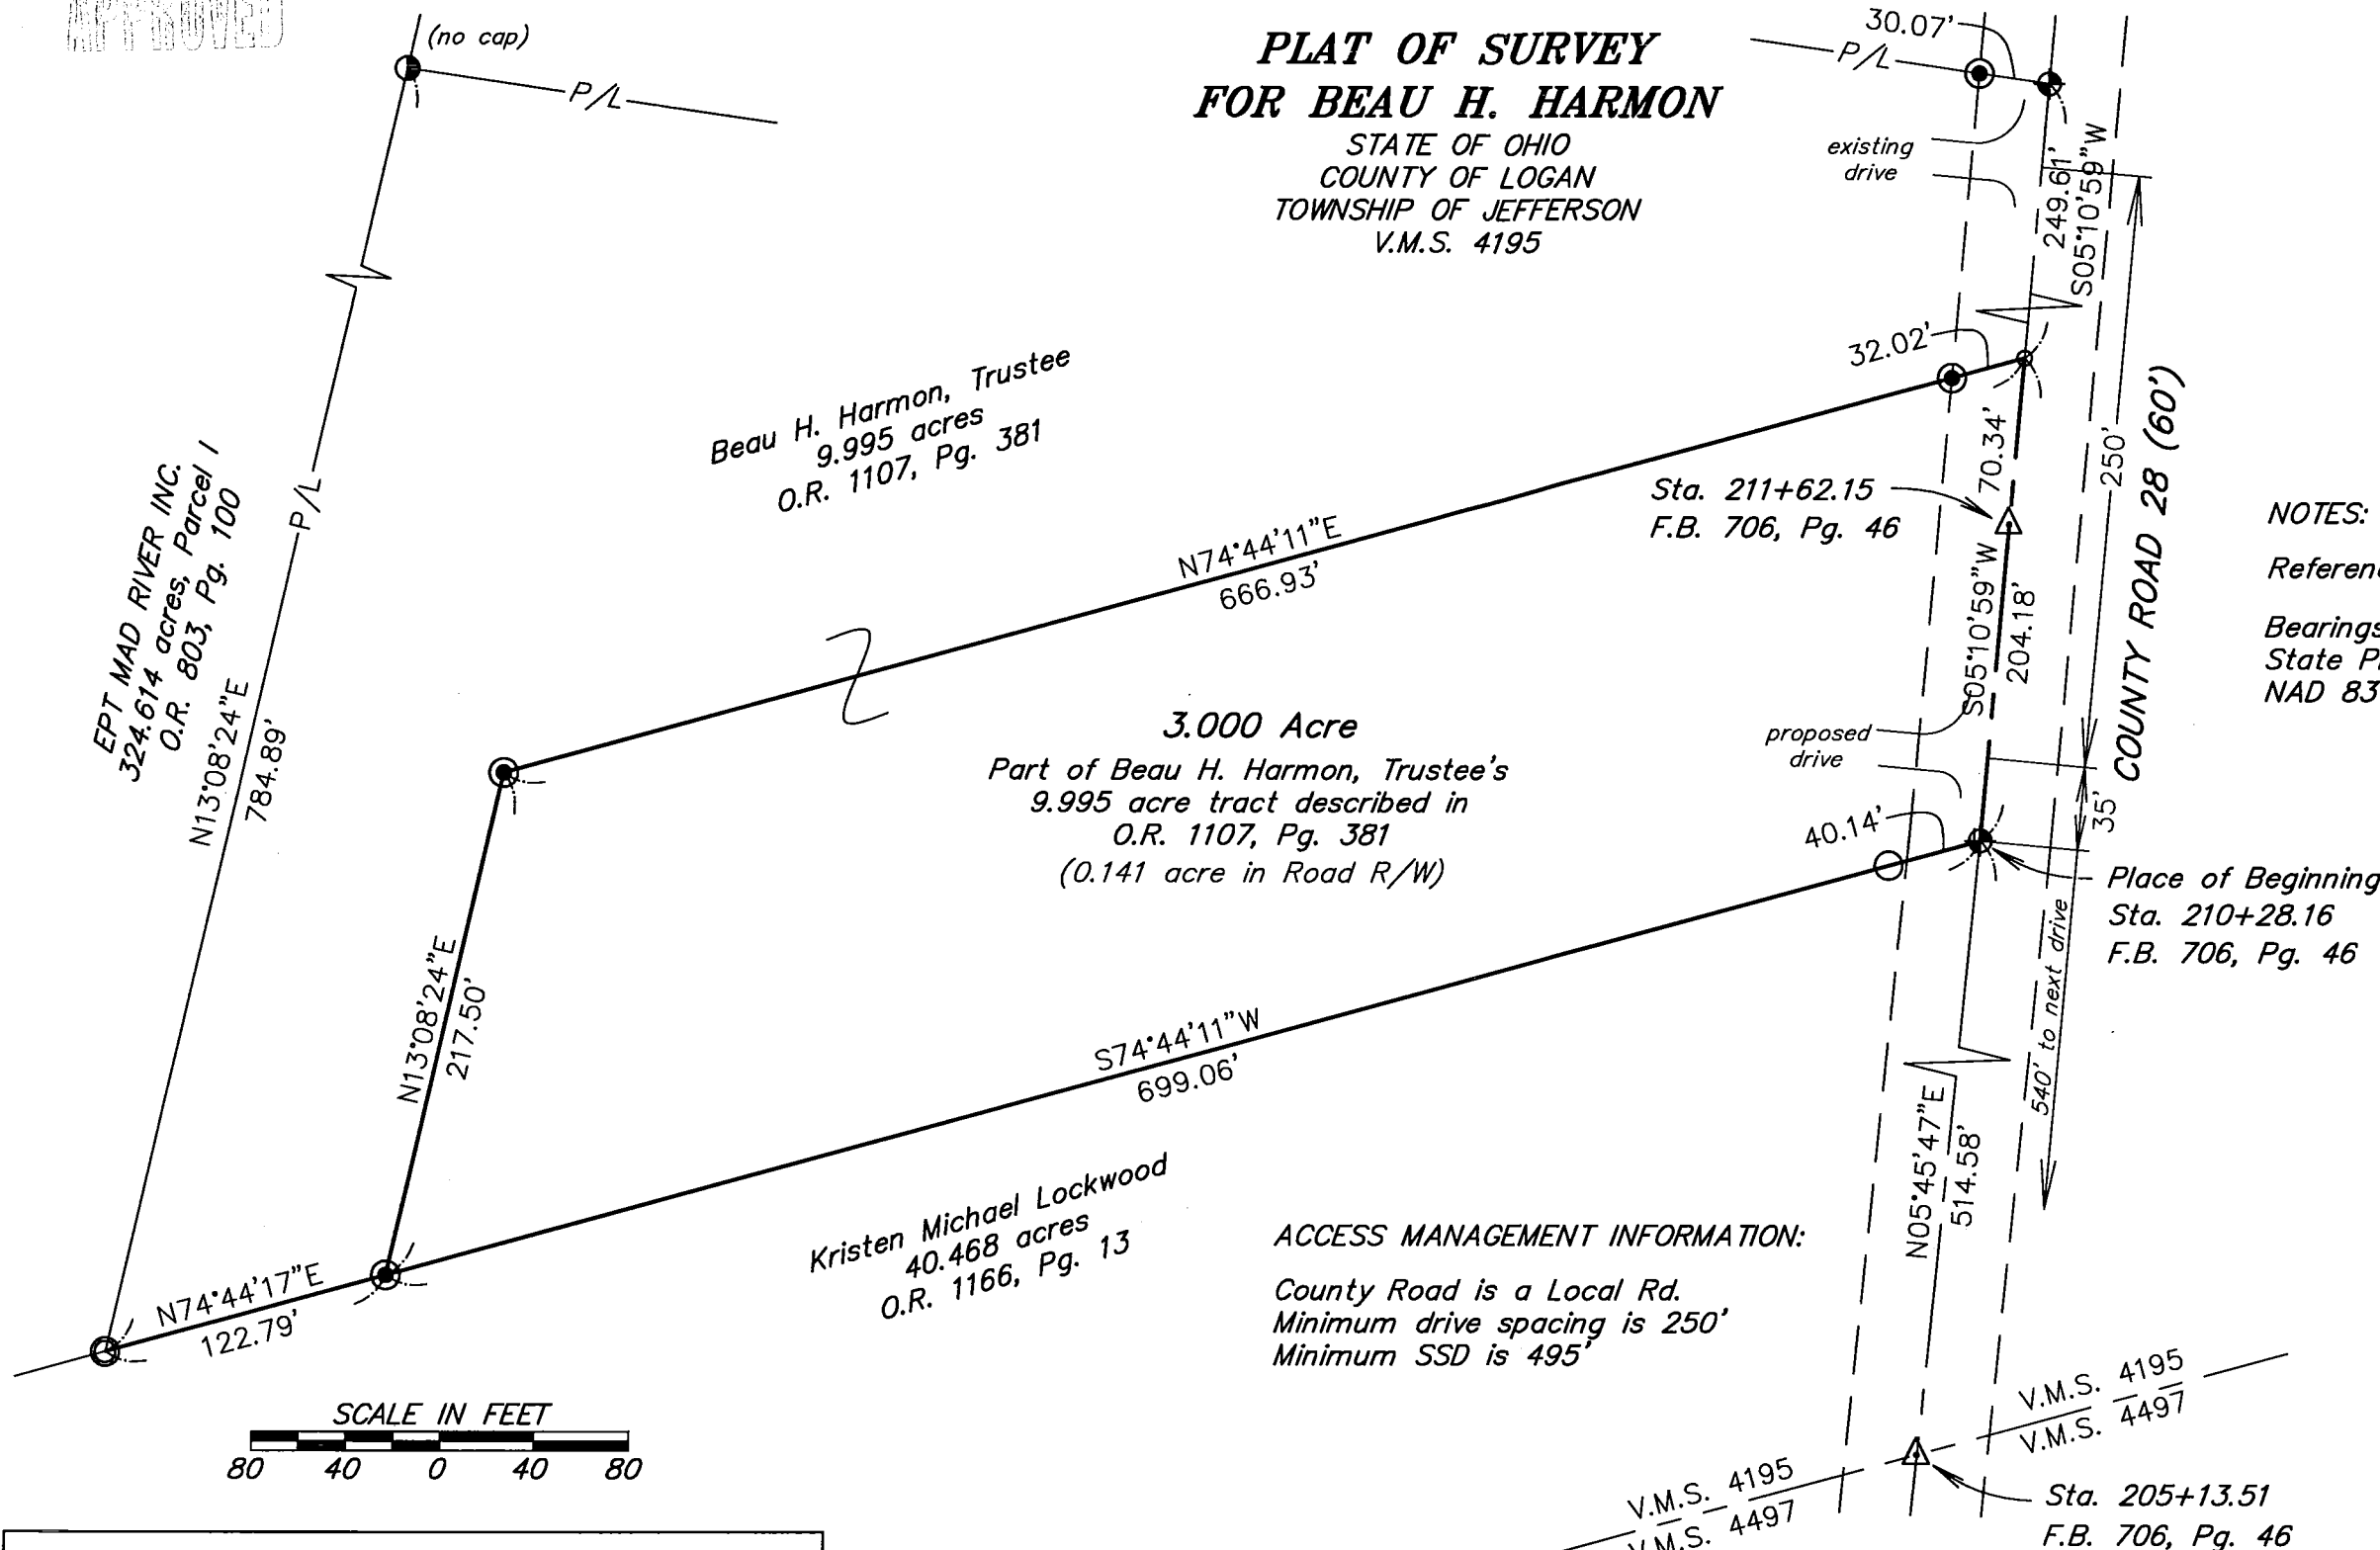 APPROVED
(no cap)
P/L
PLAT OF SURVEY
FOR BEAU H. HARMON
STATE OF OHIO
COUNTY OF LOGAN
TOWNSHIP OF JEFFERSON
V.M.S. 4195
30.07'
P/L
existing
drive
249.61'
S05°10'59"W
32.02'
70.34'
250'
COUNTY ROAD 28 (60')
Beau H. Harmon, Trustee
9.995 acres
O.R. 1107, Pg. 381
EPT MAD RIVER INC.
324.614 acres, Parcel I
O.R. 803, Pg. 100
P/L
N13°08'24"E
784.89'
N74°44'11"E
666.93'
Sta. 211+62.15
F.B. 706, Pg. 46
S05°10'59"W
204.18'
NOTES:
Bearings
NAD 83
3.000 Acre
Part of Beau H. Harmon, Trustee's
9.995 acre tract described in
O.R. 1107, Pg. 381
(0.141 acre in Road R/W)
proposed
drive
40.14'
35'
Place of Beginning
Sta. 210+28.16
F.B. 706, Pg. 46
540' to next drive
N13°08'24"E
217.50'
S74°44'11"W
699.06'
N05°45'47"E
514.58'
Kristen Michael Lockwood
40.468 acres
O.R. 1166, Pg. 13
ACCESS MANAGEMENT INFORMATION:
County Road is a Local Rd.
Minimum drive spacing is 250'
Minimum SSD is 495'
N74°44'17"E
122.79'
SCALE IN FEET
80 40 0 40 80
V.M.S. 4195
V.M.S. 4497
V.M.S. 4195
V.M.S. 4497
Sta. 205+13.51
F.B. 706, Pg. 46